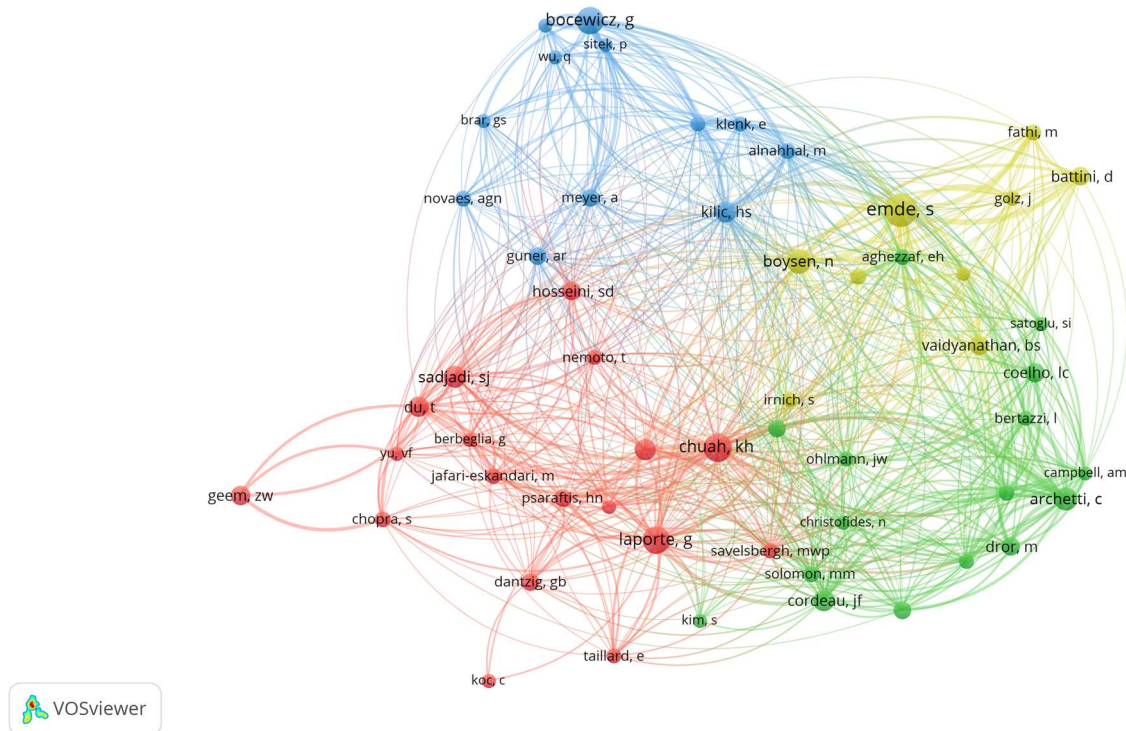 bocewicz, g
sitek, p
wu, q
brar, gs
klenk, e
fathi, m
alnahhal, m
battini, d
novaes, agn
meyer, a
golz, j
kilic, hs
emde, s
guner, ar
boysen, n
aghezzaf, eh
hosseini, sd
satoglu, si
vaidyanathan, bs
nemoto, t
coelho, lc
sadjadi, sj
irnich, s
du, t
bertazzi, l
berbeglia, g
chuah, kh
yu, vf
ohlmann, jw
jafari-eskandari, m
campbell, am
geem, zw
psaraftis, hn
archetti, c
chopra, s
christofides, n
laporte, g
savelsbergh, mwp
dror, m
solomon, mm
dantzig, gb
cordeau, jf
kim, s
taillard, e
koc, c
VOSviewer